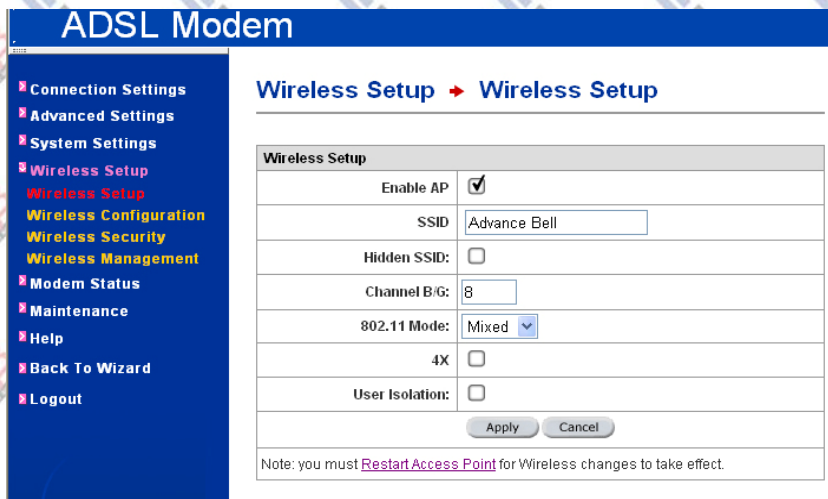 ADSL Modem
Connection Settings
Advanced Settings
System Settings
Wireless Setup
Wireless Setup
Wireless Configuration
Wireless Security
Wireless Management
Modem Status
Maintenance
Help
Back To Wizard
Logout
Wireless Setup Wireless Setup
Wireless Setup
Enable AP
SSID Advance Bell
Hidden SSID:
Channel B/G: 8
802.11 Mode: Mixed
4X
User Isolation:
Apply Cancel
Note: you must Restart Access Point for Wireless changes to take effect.